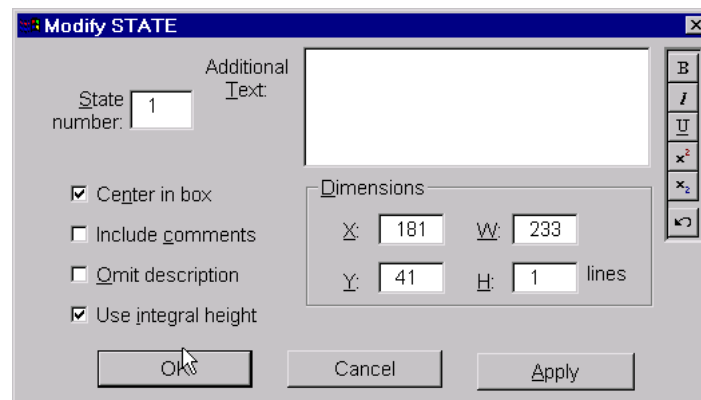 Modify STATE
Additional
Text:
State
number:
1
B
i
U
x²
x₂
Center in box
Include comments
Omit description
Use integral height
Dimensions
X: 181 W: 233
Y: 41 H: 1 lines
OK Cancel Apply